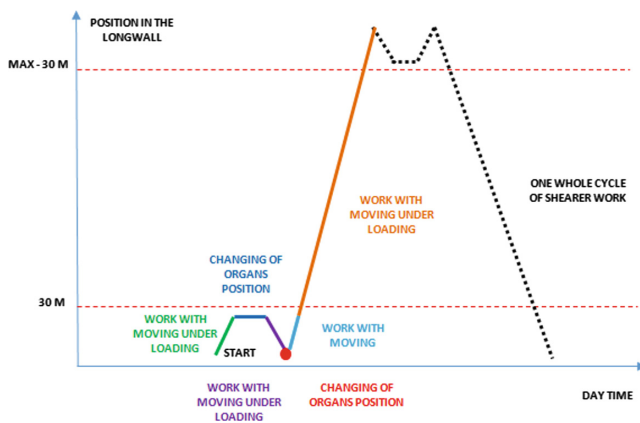 POSITION IN THE
LONGWALL
MAX - 30 M
ONE WHOLE CYCLE
OF SHEARER WORK
WORK WITH
MOVING UNDER
LOADING
CHANGING OF
ORGANS
POSITION
30 M
WORK WITH
MOVING UNDER
LOADING
START
WORK WITH
MOVING
WORK WITH
MOVING UNDER
LOADING
CHANGING OF
ORGANS POSITION
DAY TIME